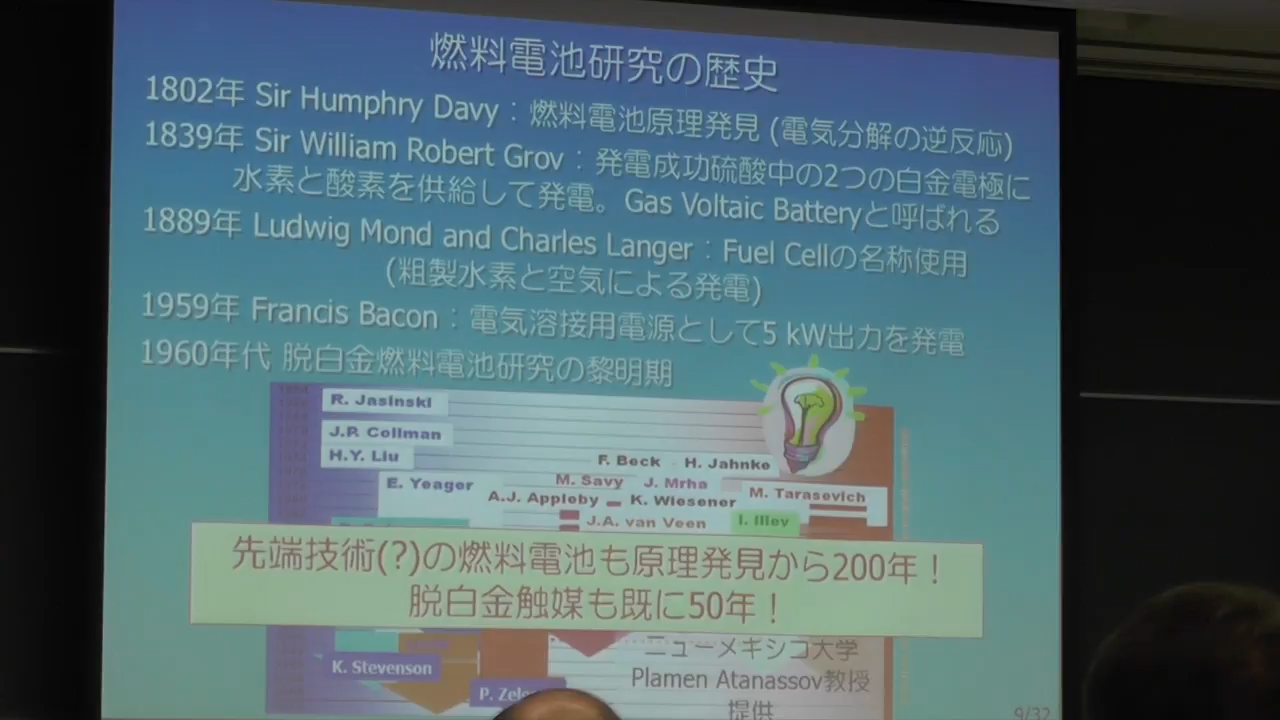 燃料電池研究の歴史
1802年 Sir Humphry Davy：燃料電池原理発見 (電気分解の逆反応)
1839年 Sir William Robert Grov：発電成功硫酸中の2つの白金電極に
水素と酸素を供給して発電。Gas Voltaic Batteryと呼ばれる
1889年 Ludwig Mond and Charles Langer：Fuel Cellの名称使用
(粗製水素と空気による発電)
1959年 Francis Bacon：電気溶接用電源として5 kW出力を発電
1960年代 脱白金燃料電池研究の黎明期
R. Jasinski
J.P. Collman
H.Y. Liu
F. Beck H. Jahnke
E. Yeager M. Savy J. Mrha
A.J. Appleby K. Wiesener M. Tarasevich
J.A. van Veen I. Iliev
先端技術(?)の燃料電池も原理発見から200年！
脱白金触媒も既に50年！
ニューメキシコ大学
K. Stevenson Plamen Atanassov教授
P. 提供
9/32